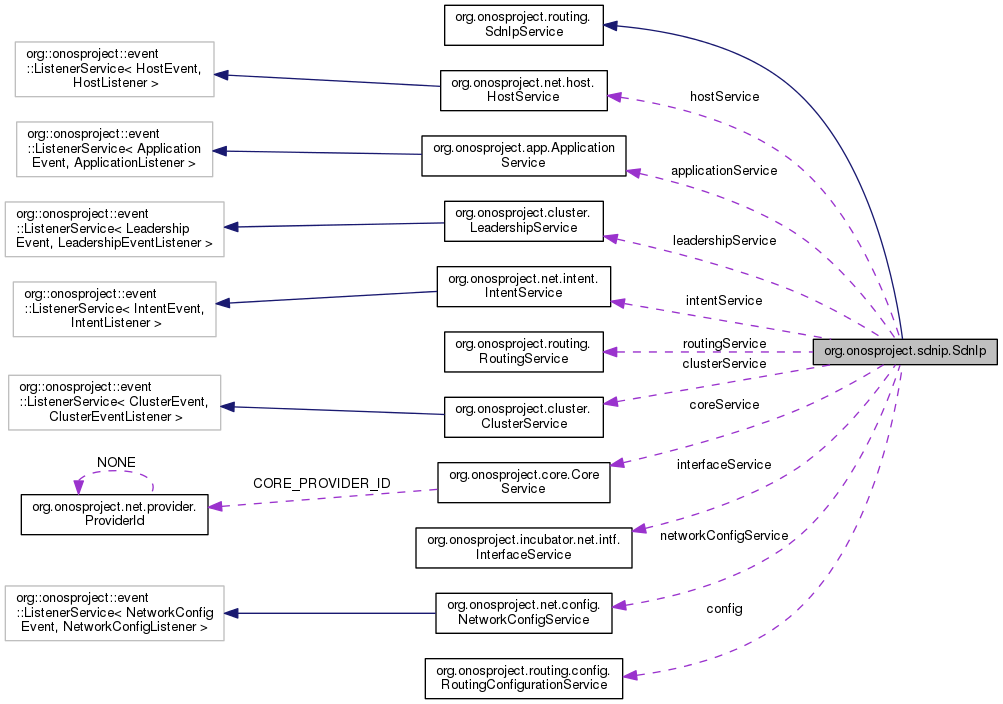 org.onosproject.routing.
SdnIpService
org::onosproject::event
::ListenerService< HostEvent,
HostListener >
org.onosproject.net.host.
HostService
hostService
org::onosproject::event
::ListenerService< Application
Event, ApplicationListener >
org.onosproject.app.Application
Service
applicationService
org::onosproject::event
::ListenerService< Leadership
Event, LeadershipEventListener >
org.onosproject.cluster.
LeadershipService
leadershipService
org::onosproject::event
::ListenerService< IntentEvent,
IntentListener >
org.onosproject.net.intent.
IntentService
intentService
org.onosproject.routing.
RoutingService
routingService
org.onosproject.sdnip.SdnIp
clusterService
org::onosproject::event
::ListenerService< ClusterEvent,
ClusterEventListener >
org.onosproject.cluster.
ClusterService
coreService
NONE
org.onosproject.net.provider.
ProviderId
CORE_PROVIDER_ID
org.onosproject.core.Core
Service
interfaceService
org.onosproject.incubator.net.intf.
InterfaceService
networkConfigService
org::onosproject::event
::ListenerService< NetworkConfig
Event, NetworkConfigListener >
org.onosproject.net.config.
NetworkConfigService
config
org.onosproject.routing.config.
RoutingConfigurationService